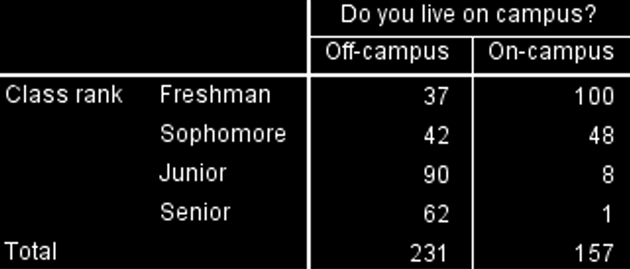 Do you live on campus?
Off-campus On-campus
Class rank Freshman 37 100
Sophomore 42 48
Junior 90 8
Senior 62 1
Total 231 157